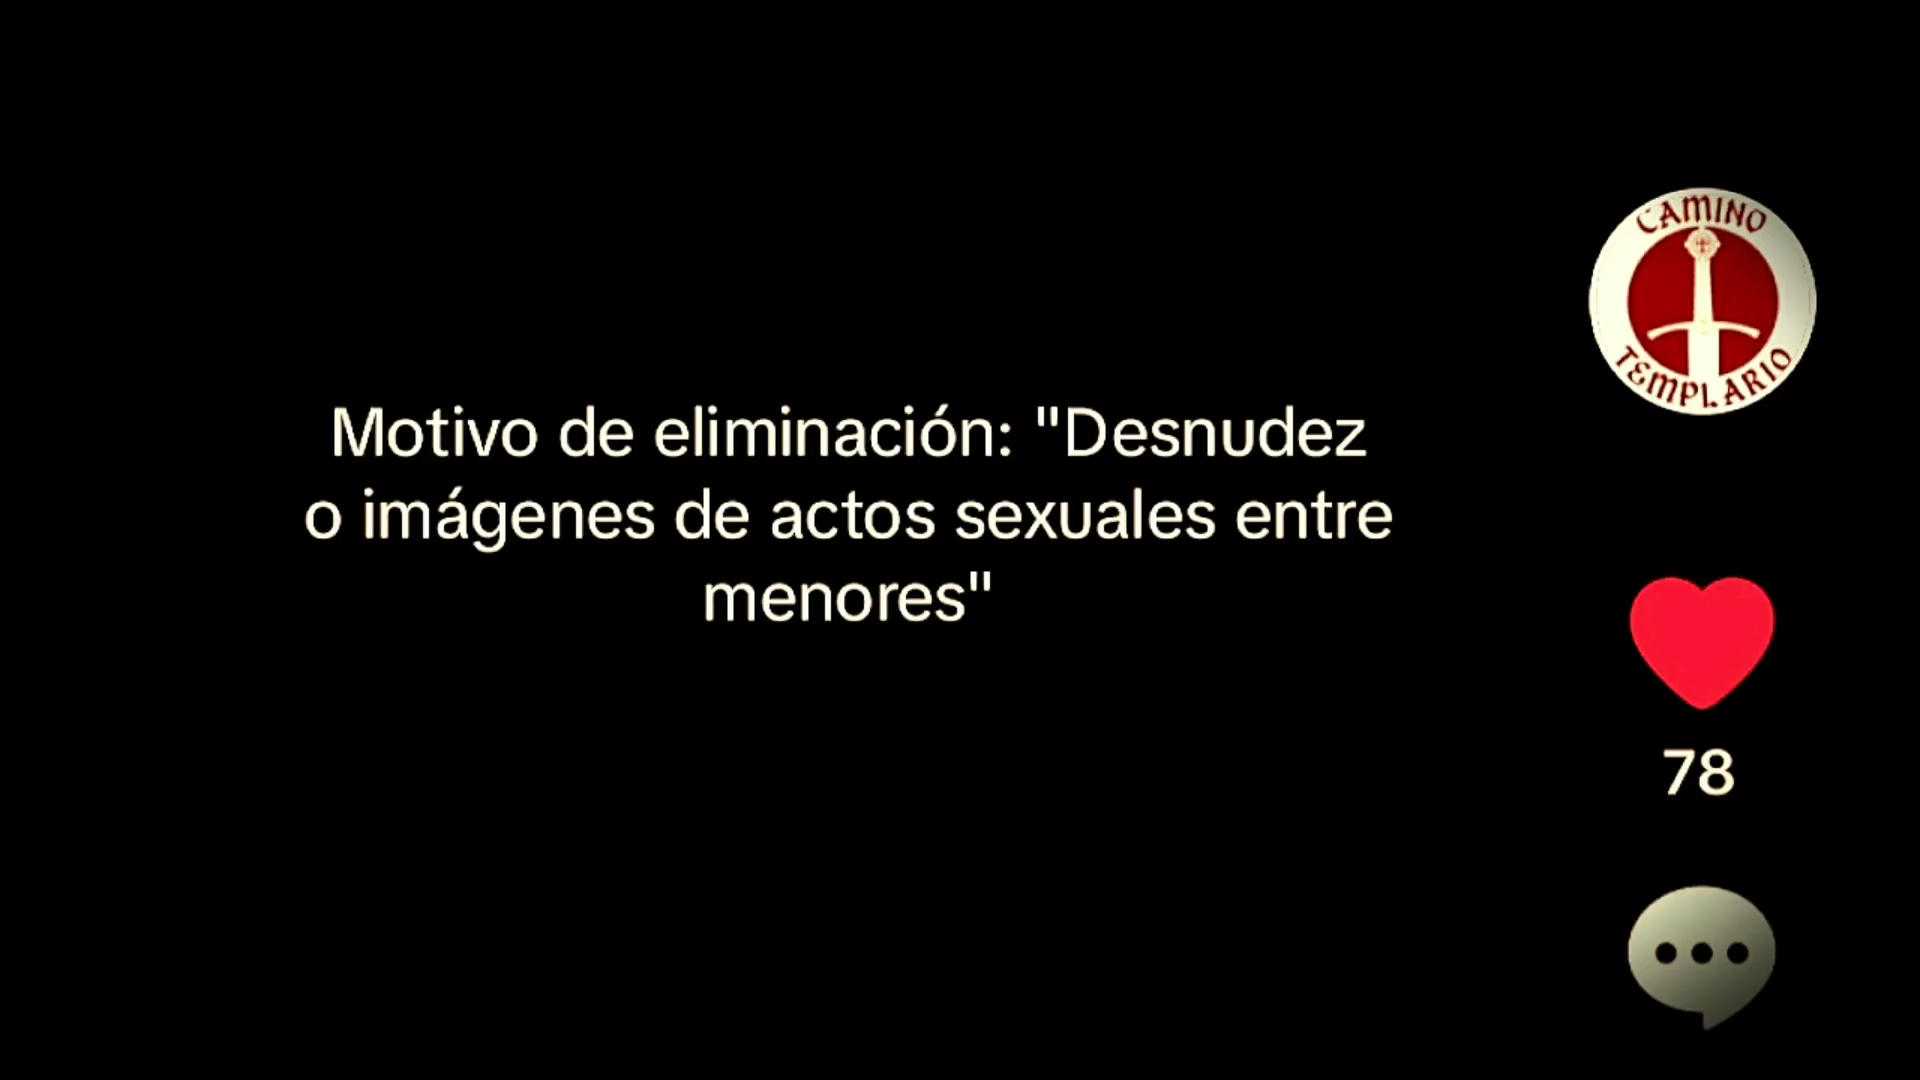 CAMINO
TEMPLARIO
Motivo de eliminación: "Desnudez
o imágenes de actos sexuales entre
menores"
78